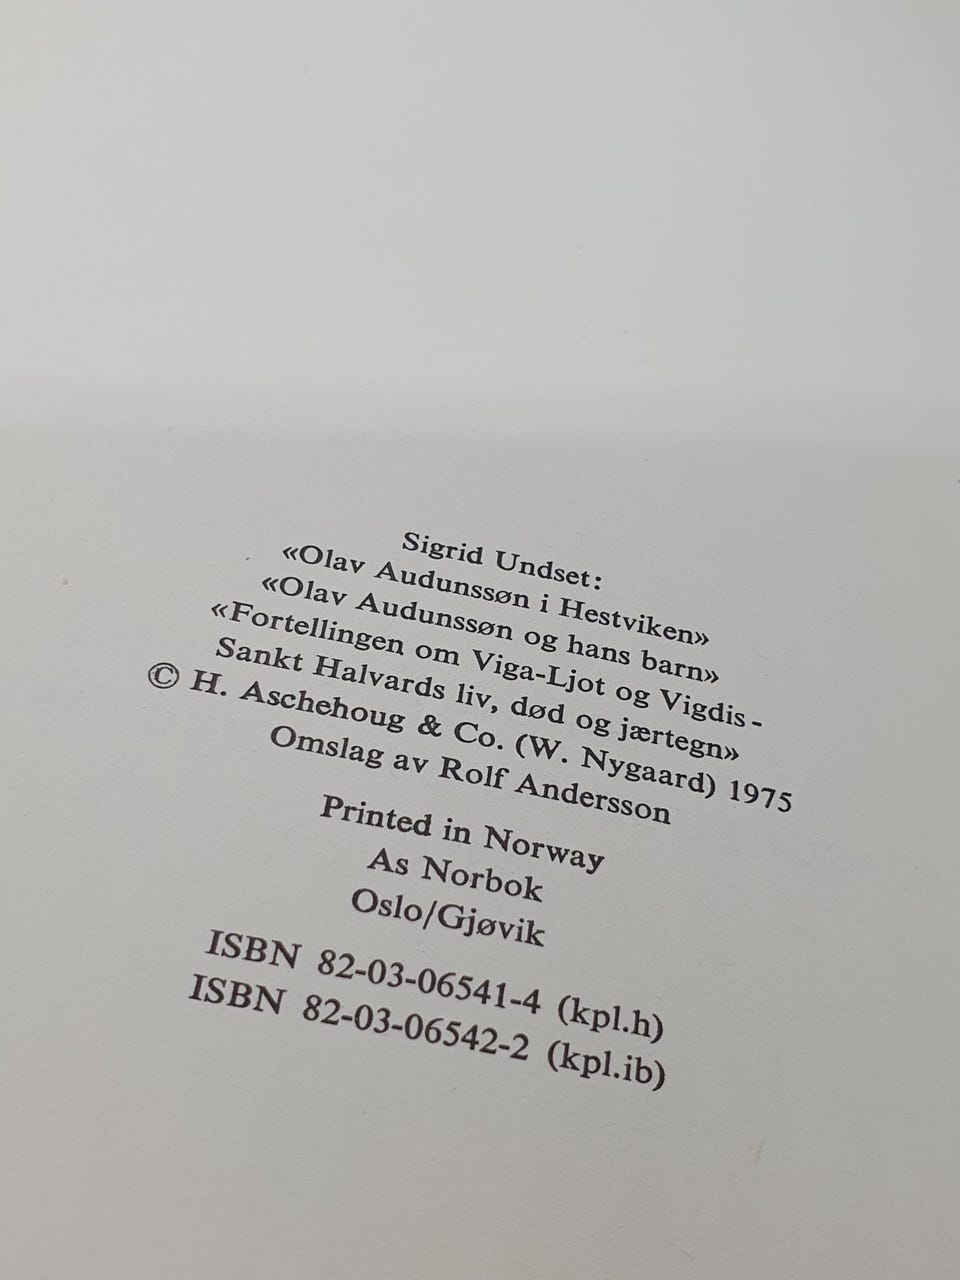 Sigrid Undset:
«Olav Audunssøn i Hestviken»
«Olav Audunssøn og hans barn»
«Fortellingen om Viga-Ljot og Vigdis -
Sankt Halvards liv, død og jærtegn»
© H. Aschehoug & Co. (W. Nygaard) 1975
Omslag av Rolf Andersson
Printed in Norway
As Norbok
Oslo/Gjøvik
ISBN 82-03-06541-4 (kpl.h)
ISBN 82-03-06542-2 (kpl.ib)